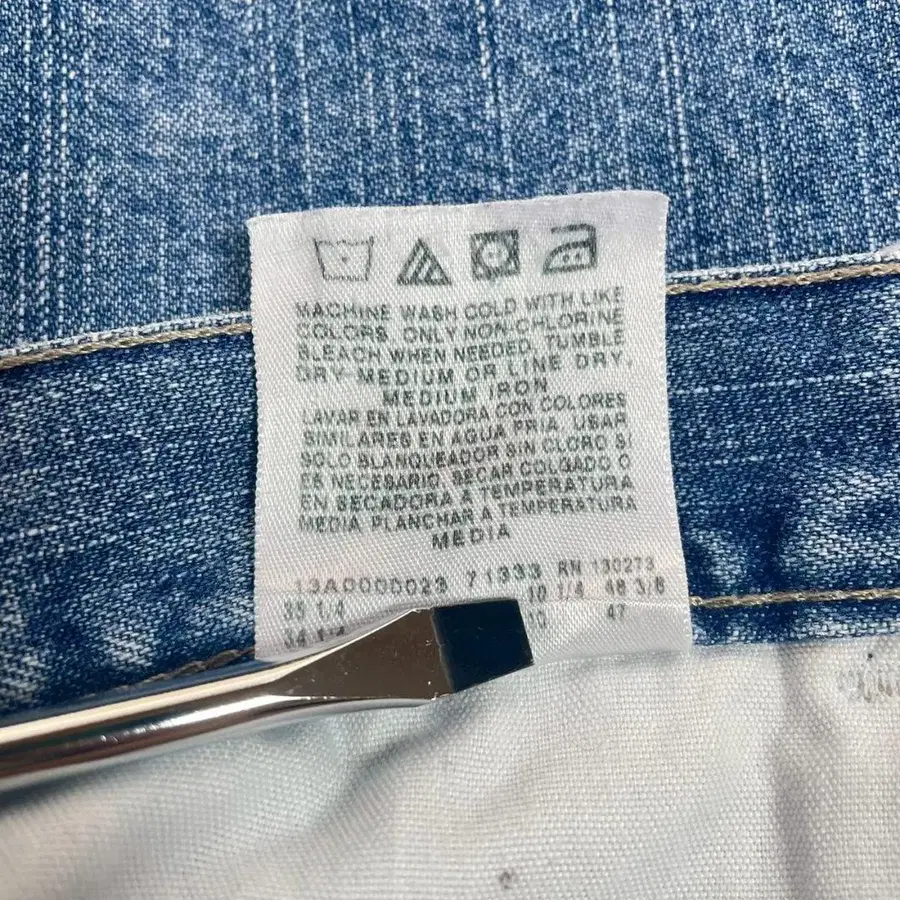 MACHINE WASH COLD WITH LIKE
COLORS. ONLY NON-CHLORINE
BLEACH WHEN NEEDED. TUMBLE
DRY MEDIUM OR LINE DRY.
MEDIUM IRON
LAVAR EN LAVADORA CON COLORES
SIMILARES EN AGUA FRIA. USAR
SOLO BLANQUEADOR SIN CLORO SI
ES NECESARIO. SECAR COLGADO O
EN SECADORA A TEMPERATURA
MEDIA. PLANCHAR A TEMPERATURA
MEDIA
13A0000023 71333 RN 130273
35 1/4 10 1/4 48 3/8
34 1/4 47